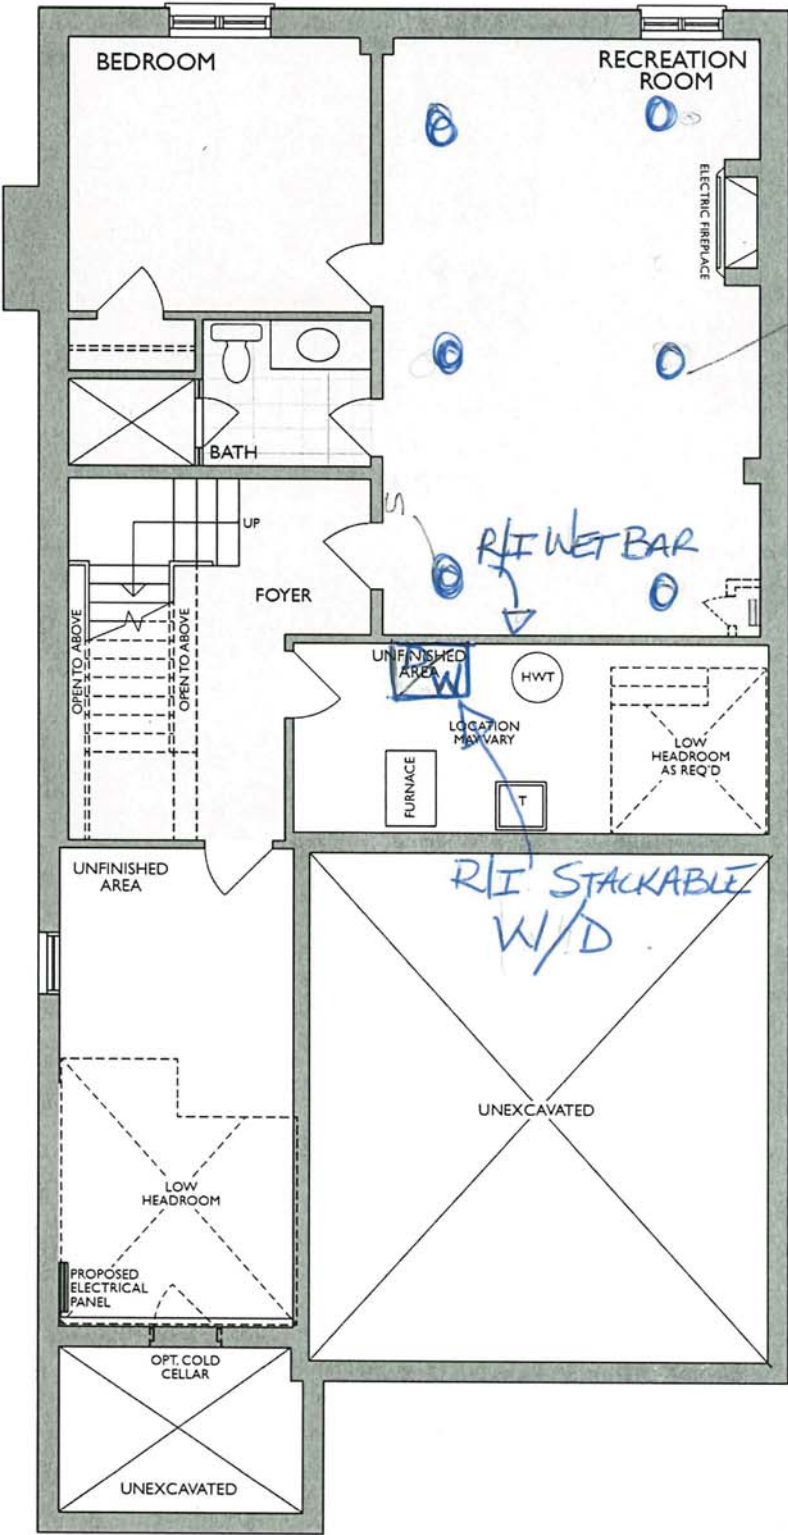 BEDROOM
RECREATION
ROOM
ELECTRIC FIREPLACE
BATH
UP
S
R/I WET BAR
FOYER
OPEN TO ABOVE
OPEN TO ABOVE
UNFINISHED
AREA
W
HWT
LOCATION
MAY VARY
LOW
HEADROOM
AS REQ'D
FURNACE
T
UNFINISHED
AREA
R/I STACKABLE
W/D
UNEXCAVATED
LOW
HEADROOM
PROPOSED
ELECTRICAL
PANEL
OPT. COLD
CELLAR
UNEXCAVATED